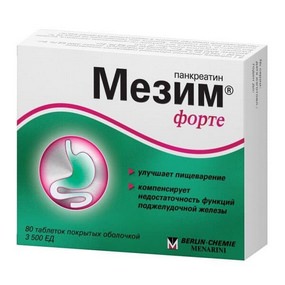 панкреатин
Мезим®
форте
улучшает пищеварение
компенсирует
недостаточность функций
поджелудочной железы
80 таблеток покрытых оболочкой
3 500 ЕД
BERLIN-CHEMIE
MENARINI